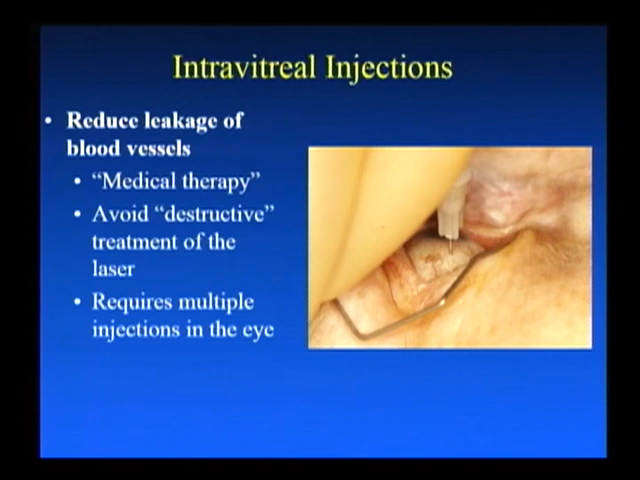 Intravitreal Injections
• Reduce leakage of
blood vessels
• “Medical therapy”
• Avoid “destructive”
treatment of the
laser
• Requires multiple
injections in the eye